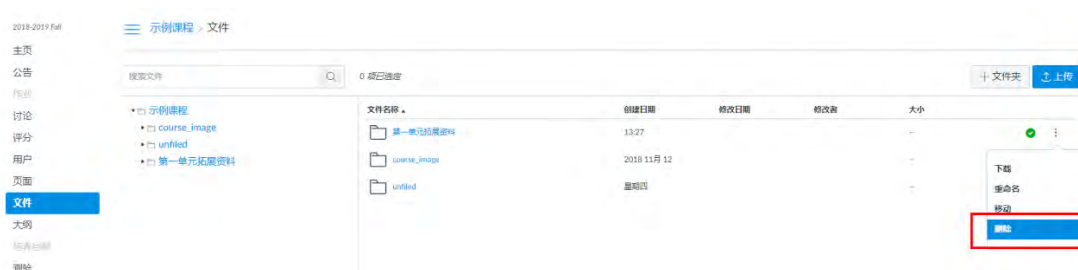 2018-2019 Fall
示例课程 > 文件
主页
公告
作业
讨论
评分
用户
页面
文件
大纲
测验
搜索文件
0 项已选定
+ 文件夹
上传
示例课程
course_image
unfiled
第一单元拓展资料
文件名称
创建日期
修改日期
修改者
大小
第一单元拓展资料
13:27
--
course_image
2018 11月 12
--
unfiled
星期四
--
下载
重命名
移动
删除